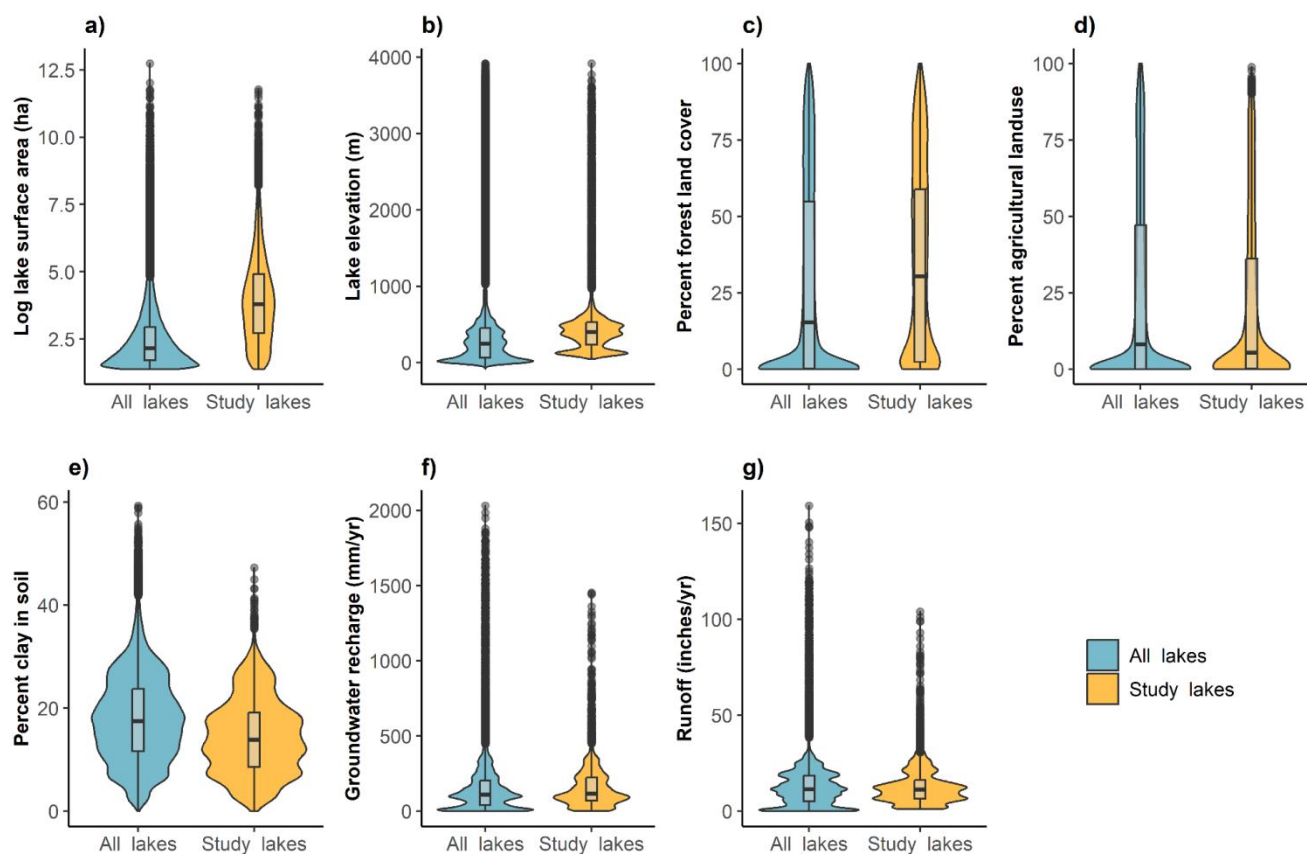 a)
Log lake surface area (ha)
12.5
10.0
7.5
5.0
2.5
All lakes
Study lakes
b)
Lake elevation (m)
4000
3000
2000
1000
0
All lakes
Study lakes
c)
Percent forest land cover
100
75
50
25
0
All lakes
Study lakes
d)
Percent agricultural landuse
100
75
50
25
0
All lakes
Study lakes
e)
Percent clay in soil
60
40
20
0
All lakes
Study lakes
f)
Groundwater recharge (mm/yr)
2000
1500
1000
500
0
All lakes
Study lakes
g)
Runoff (inches/yr)
150
100
50
0
All lakes
Study lakes
All lakes
Study lakes